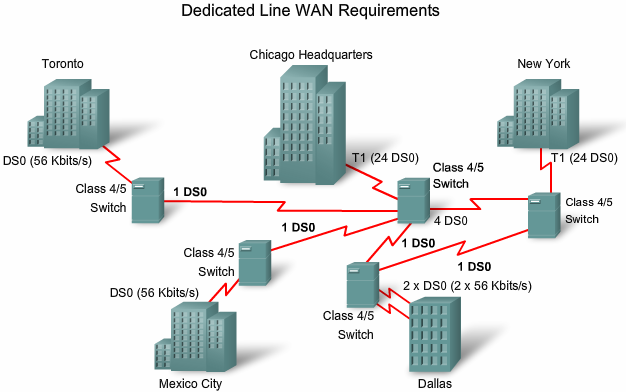 Dedicated Line WAN Requirements
Toronto
Chicago Headquarters
New York
DS0 (56 Kbits/s)
T1 (24 DS0)
T1 (24 DS0)
Class 4/5
Switch
1 DS0
Class 4/5
Switch
4 DS0
Class 4/5
Switch
Class 4/5
Switch
1 DS0
1 DS0
1 DS0
DS0 (56 Kbits/s)
2 x DS0 (2 x 56 Kbits/s)
Class 4/5
Switch
Mexico City
Dallas